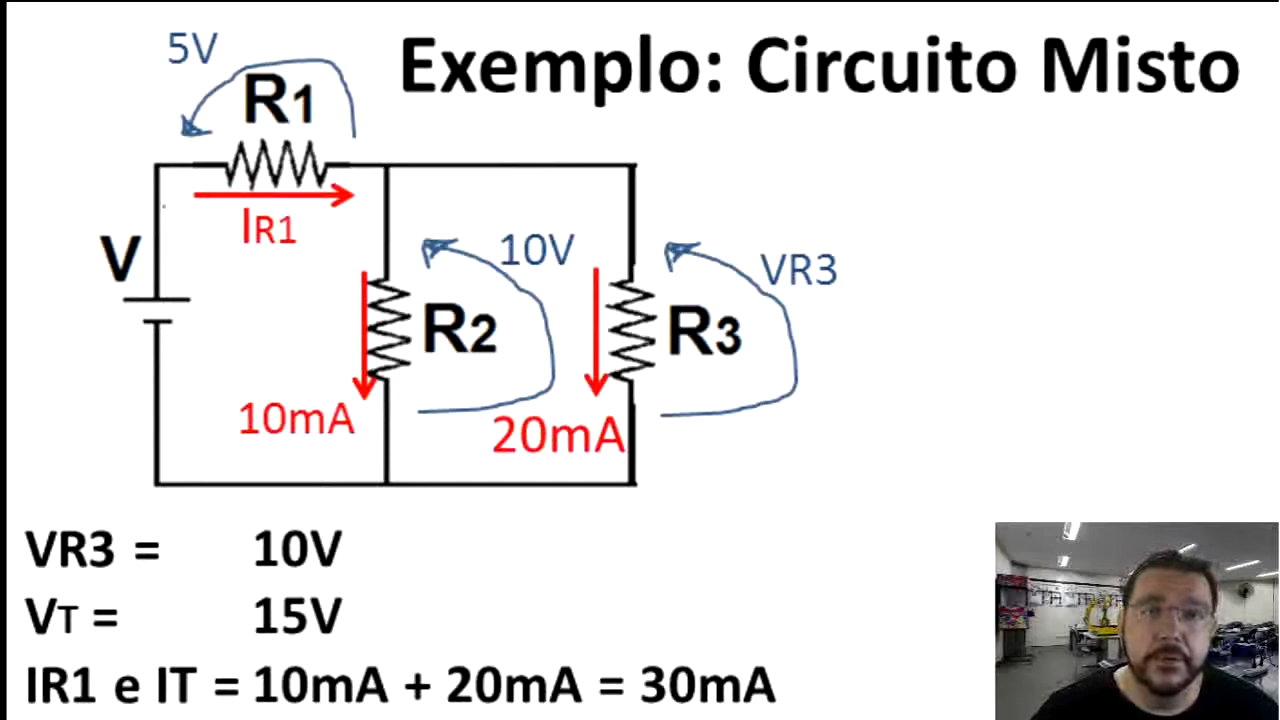 5V
Exemplo: Circuito Misto
R1
IR1
V
10V
VR3
R2
R3
10mA
20mA
VR3 = 10V
VT = 15V
IR1 e IT = 10mA + 20mA = 30mA